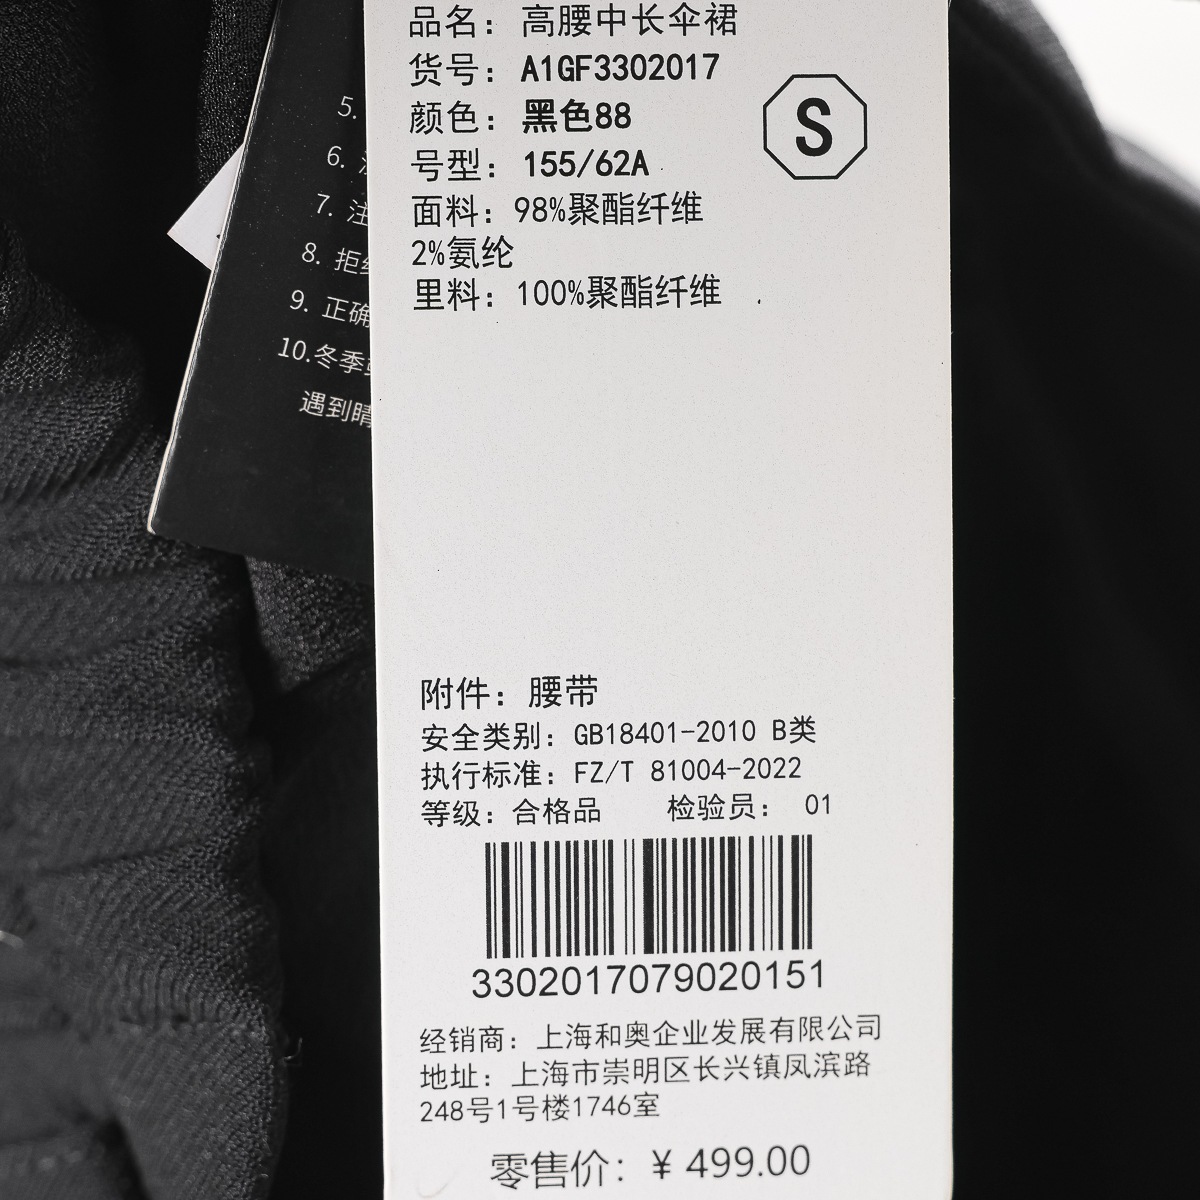 品名：高腰中长伞裙
货号：A1GF3302017
颜色：黑色88
号型：155/62A
S
面料：98%聚酯纤维
2%氨纶
里料：100%聚酯纤维
附件：腰带
安全类别：GB18401-2010 B类
执行标准：FZ/T 81004-2022
等级：合格品 检验员： 01
3302017079020151
经销商：上海和奥企业发展有限公司
地址：上海市崇明区长兴镇凤滨路
248号1号楼1746室
零售价：¥ 499.00
5.
6.
7. 注
8. 拒
9. 正确
10.冬季
遇到晴